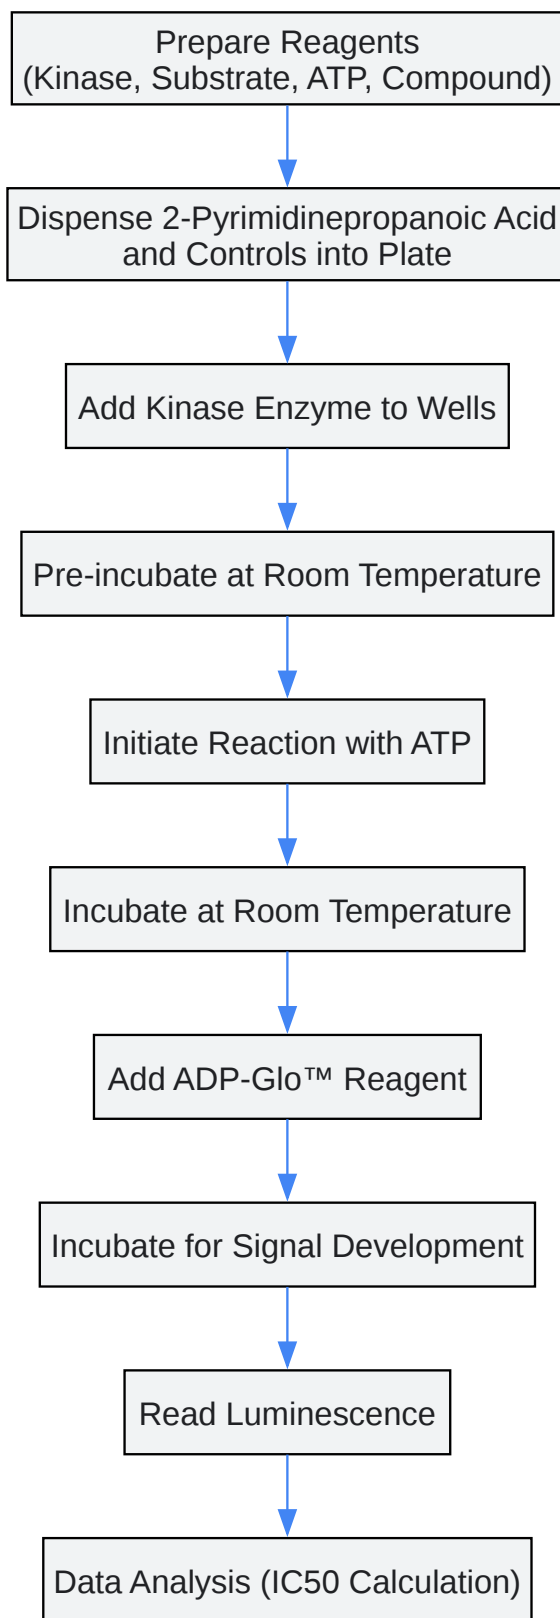 Prepare Reagents
(Kinase, Substrate, ATP, Compound)
Dispense 2-Pyrimidinepropanoic Acid
and Controls into Plate
Add Kinase Enzyme to Wells
Pre-incubate at Room Temperature
Initiate Reaction with ATP
Incubate at Room Temperature
Add ADP-Glo™ Reagent
Incubate for Signal Development
Read Luminescence
Data Analysis (IC50 Calculation)